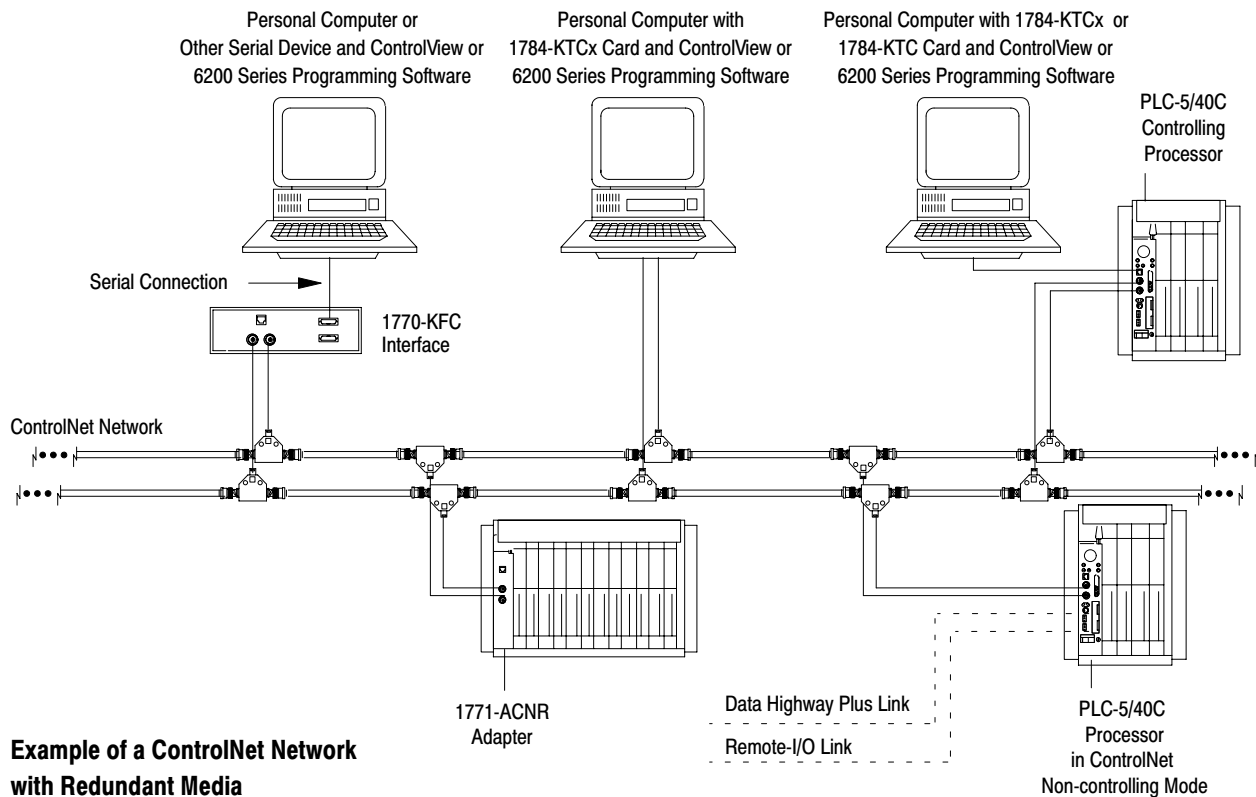 Personal Computer or
Other Serial Device and ControlView or
6200 Series Programming Software
Personal Computer with
1784-KTCx Card and ControlView or
6200 Series Programming Software
Personal Computer with 1784-KTCx or
1784-KTC Card and ControlView or
6200 Series Programming Software
PLC-5/40C
Controlling
Processor
Serial Connection
1770-KFC
Interface
ControlNet Network
1771-ACNR
Adapter
Data Highway Plus Link
Remote-I/O Link
PLC-5/40C
Processor
in ControlNet
Non-controlling Mode
Example of a ControlNet Network
with Redundant Media